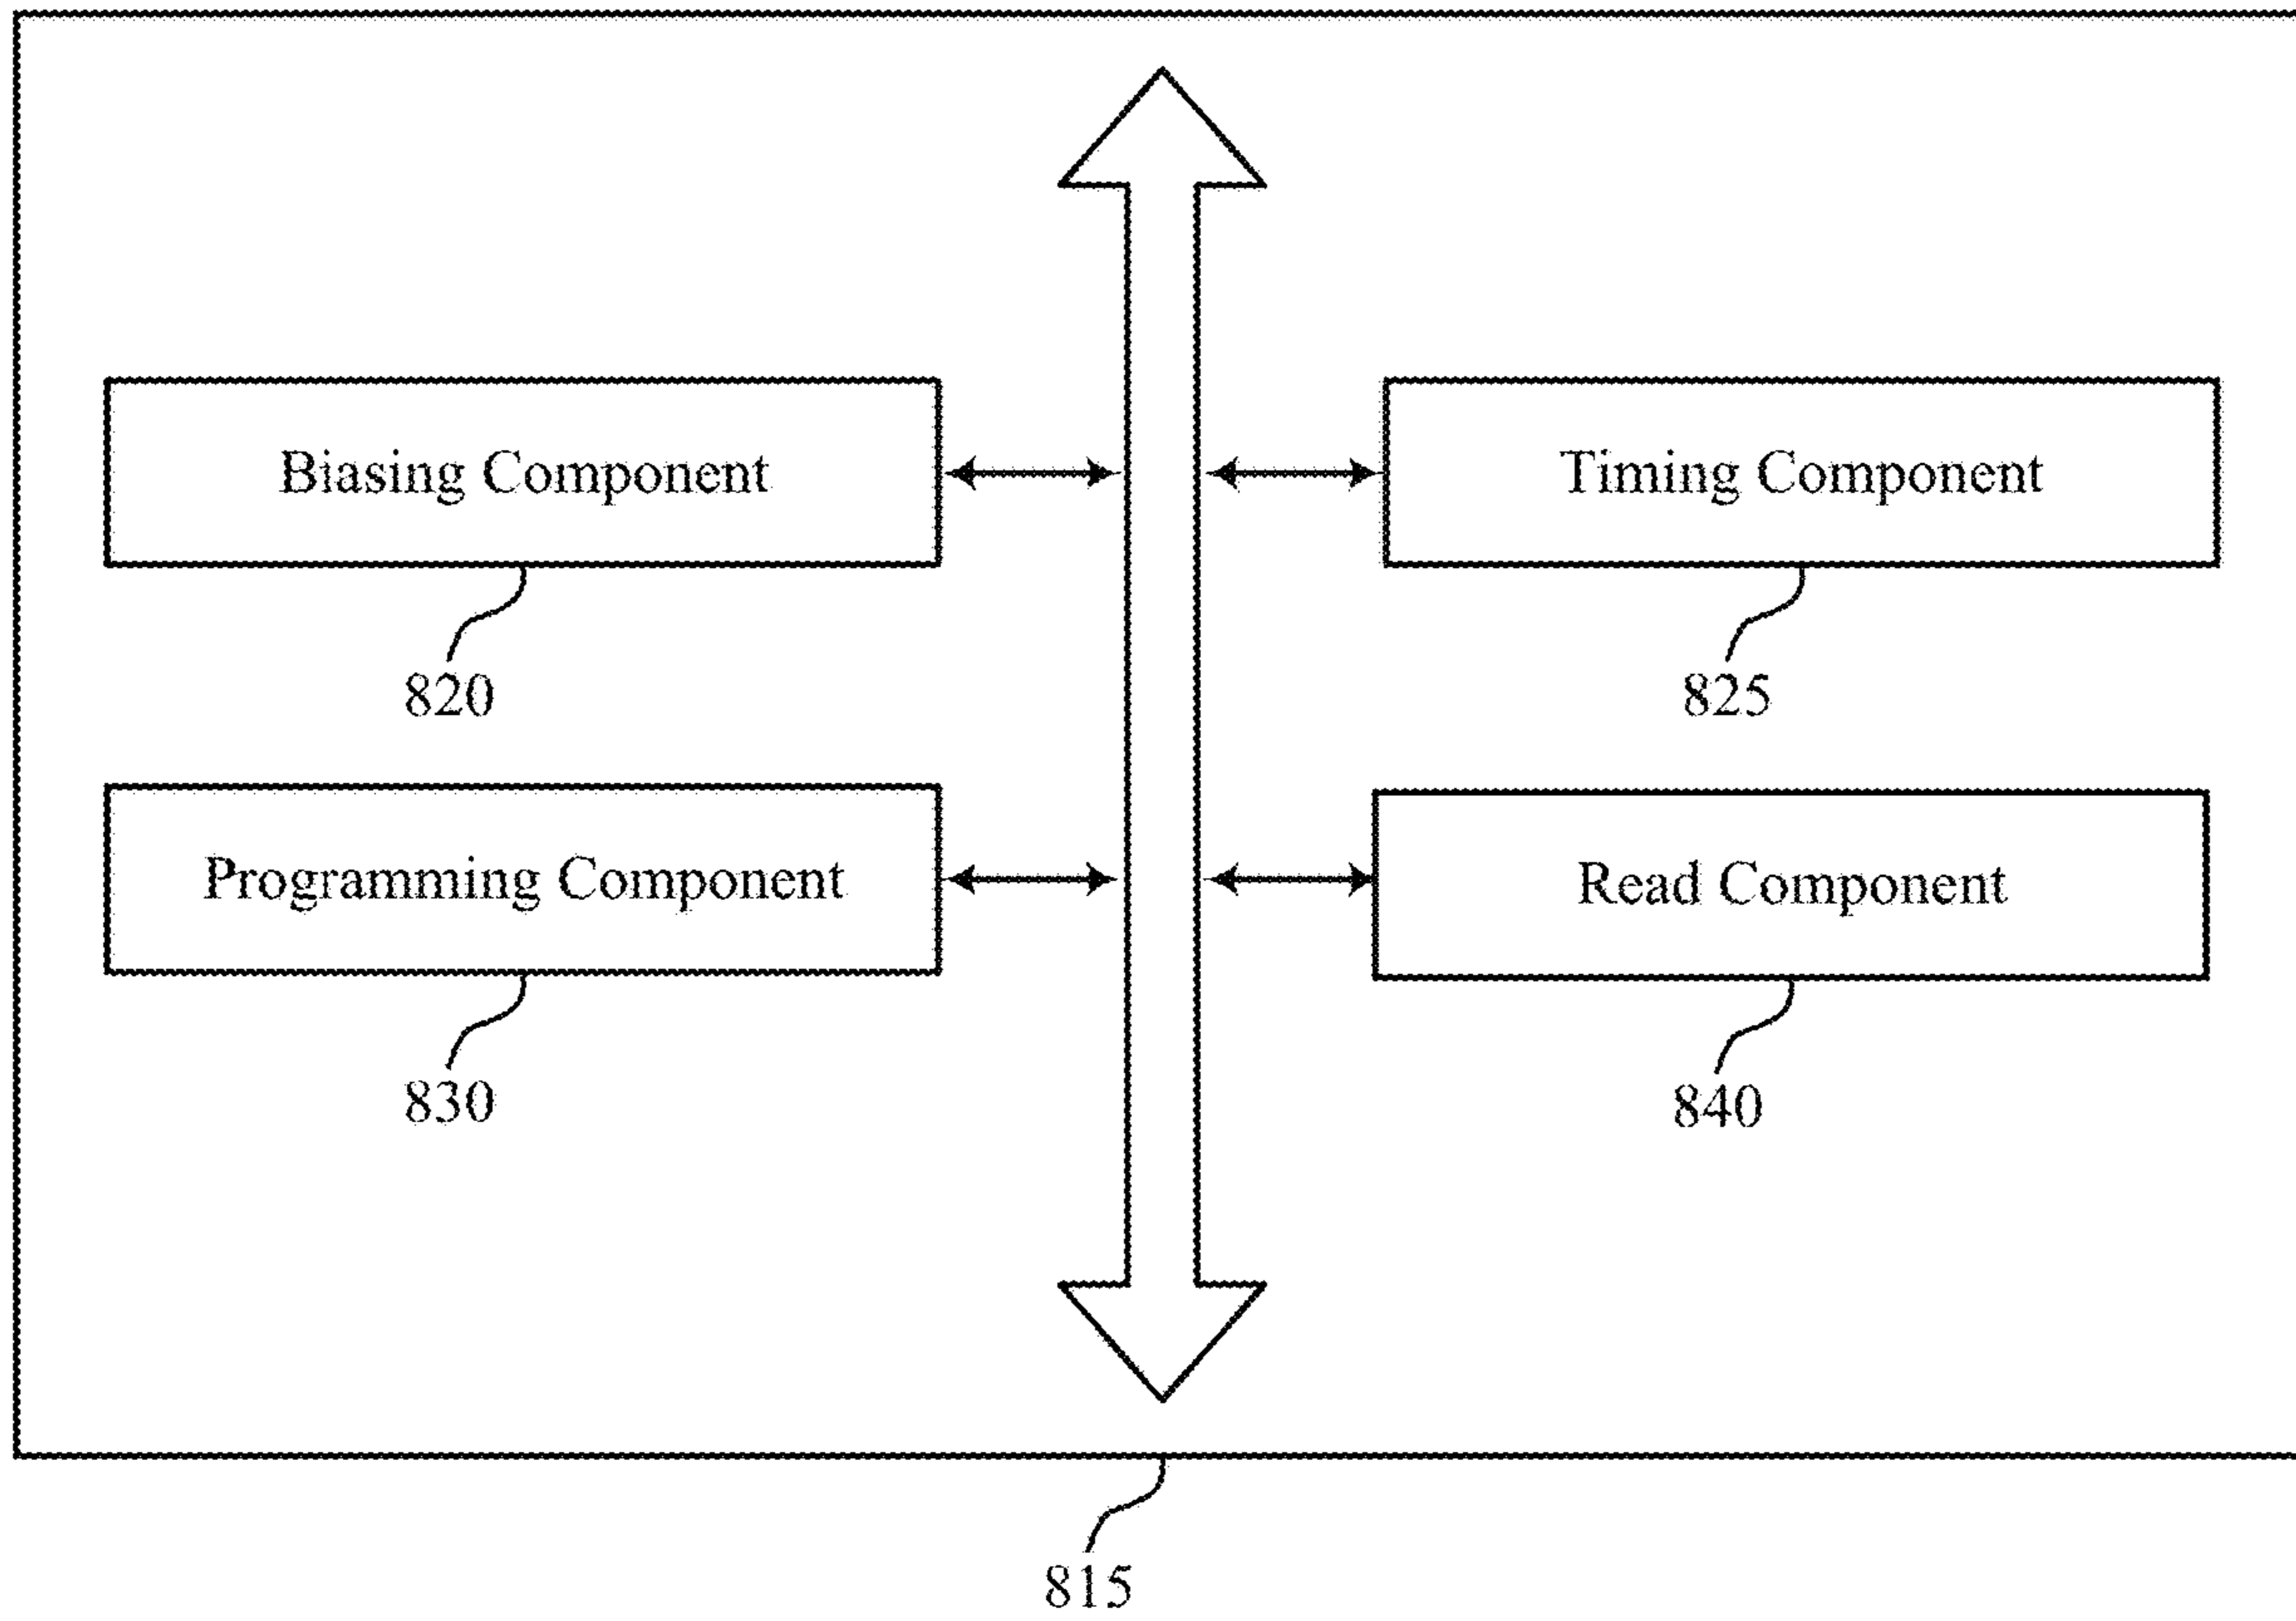 Biasing Component
Timing Component
820
825
Programming Component
Read Component
830
840
815